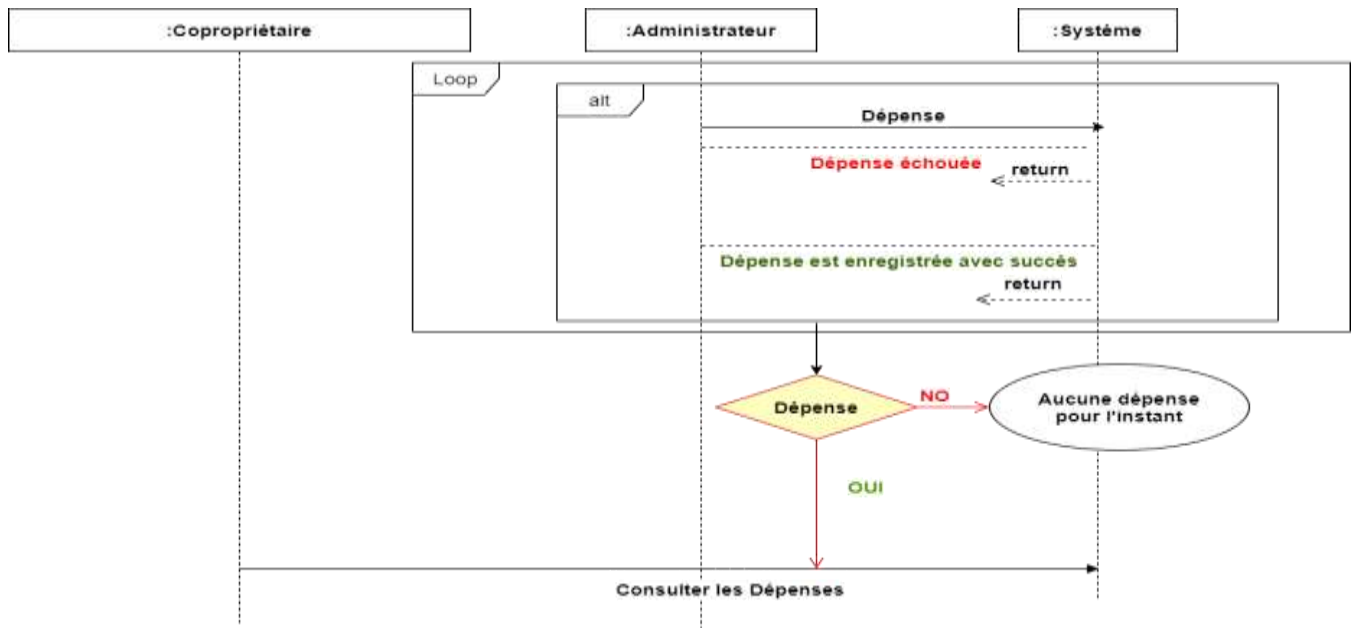 :Copropriétaire
:Administrateur
:Système
Loop
alt
Dépense
Dépense échouée
return
Dépense est enregistrée avec succès
return
Dépense
NO
Aucune dépense
pour l'instant
OUI
Consulter les Dépenses